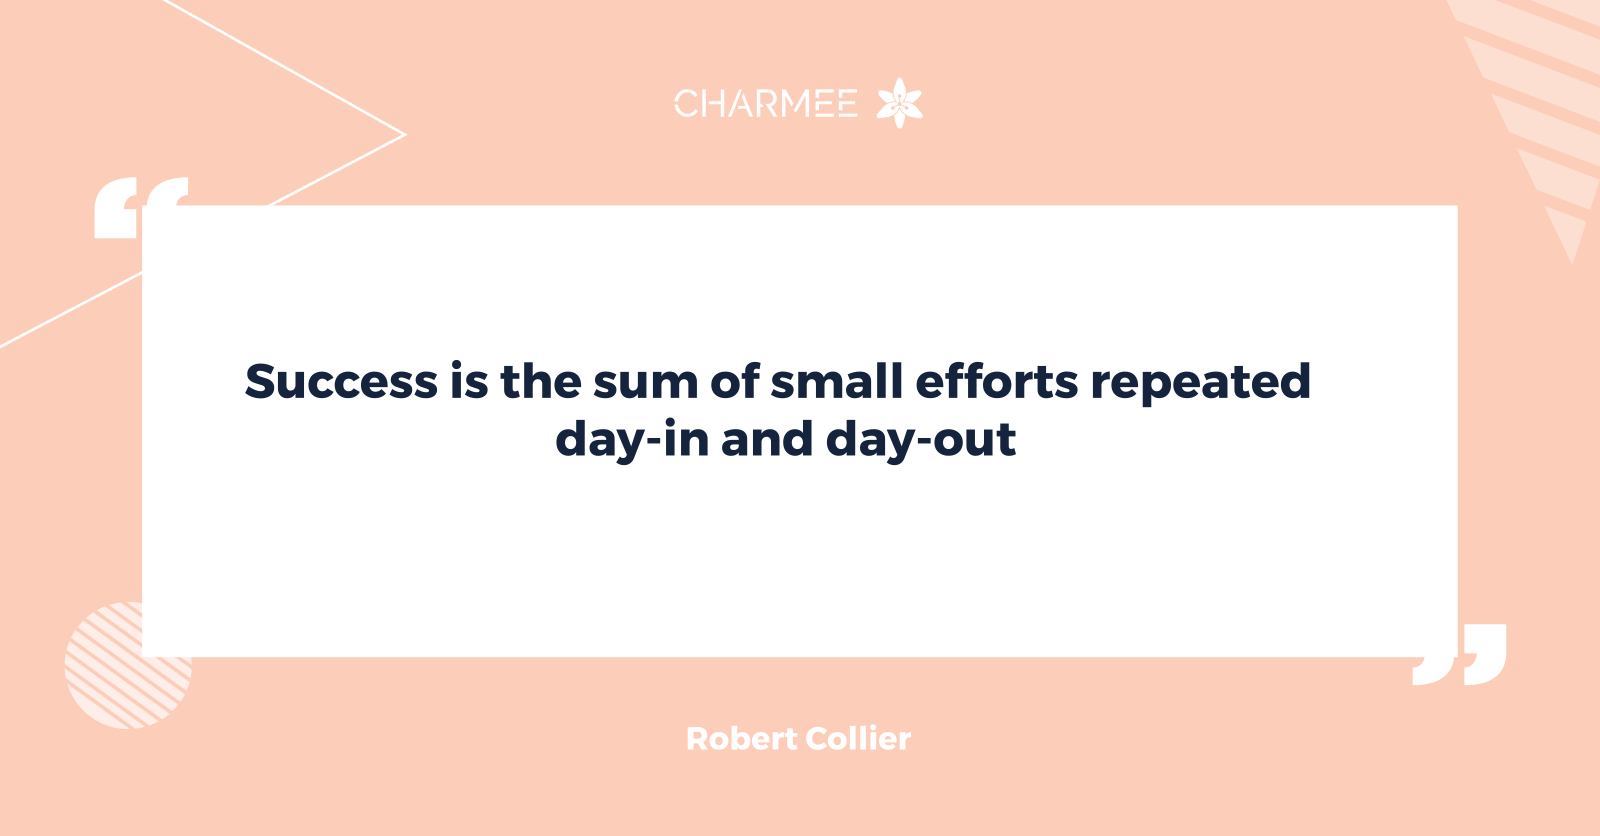 CHARMEE
Success is the sum of small efforts repeated
day-in and day-out
Robert Collier